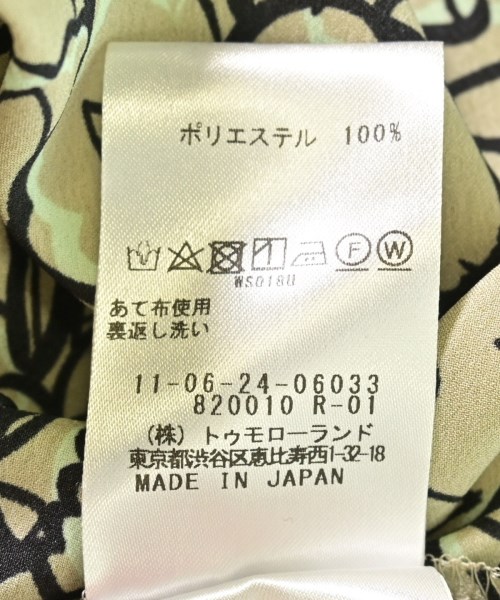 ポリエステル 100%
F W
WS018U
あて布使用
裏返し洗い
11-06-24-06033
820010 R-01
(株) トゥモローランド
東京都渋谷区恵比寿西1-32-18
MADE IN JAPAN